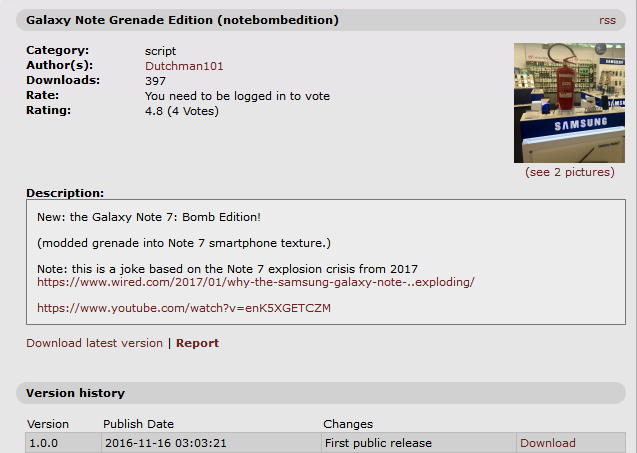 Galaxy Note Grenade Edition (notebombedition) rss
Category: script
Author(s): Dutchman101
Downloads: 397
Rate: You need to be logged in to vote
Rating: 4.8 (4 Votes)
SAMSUNG
(see 2 pictures)
Description:
New: the Galaxy Note 7: Bomb Edition!
(modded grenade into Note 7 smartphone texture.)
Note: this is a joke based on the Note 7 explosion crisis from 2017
https://www.wired.com/2017/01/why-the-samsung-galaxy-note-..exploding/
https://www.youtube.com/watch?v=enK5XGETCZM
Download latest version | Report
Version history
Version Publish Date Changes
1.0.0 2016-11-16 03:03:21 First public release Download